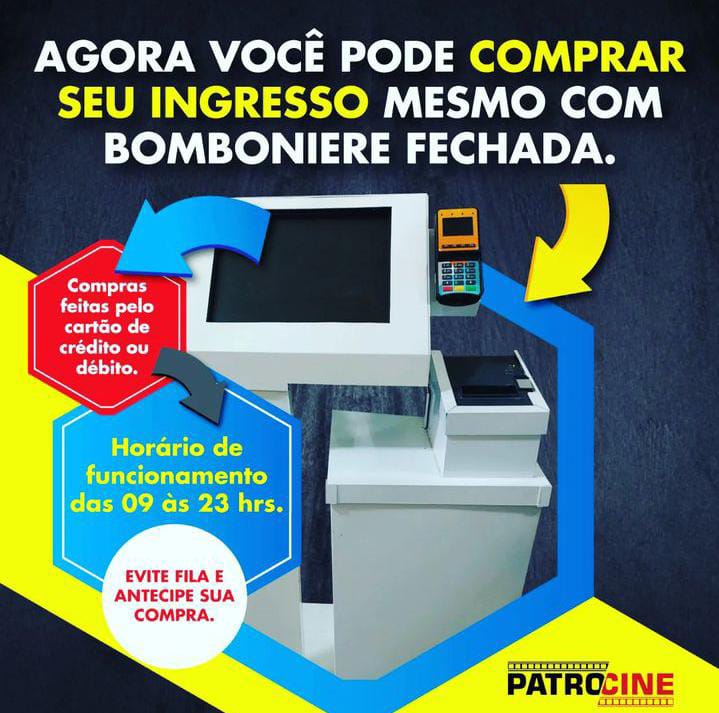 AGORA VOCÊ PODE COMPRAR
SEU INGRESSO MESMO COM
BOMBONIERE FECHADA.
Compras
feitas pelo
cartão de
crédito ou
débito.
Horário de
funcionamento
das 09 às 23 hrs.
EVITE FILA E
ANTECIPE SUA
COMPRA.
PATROCINE